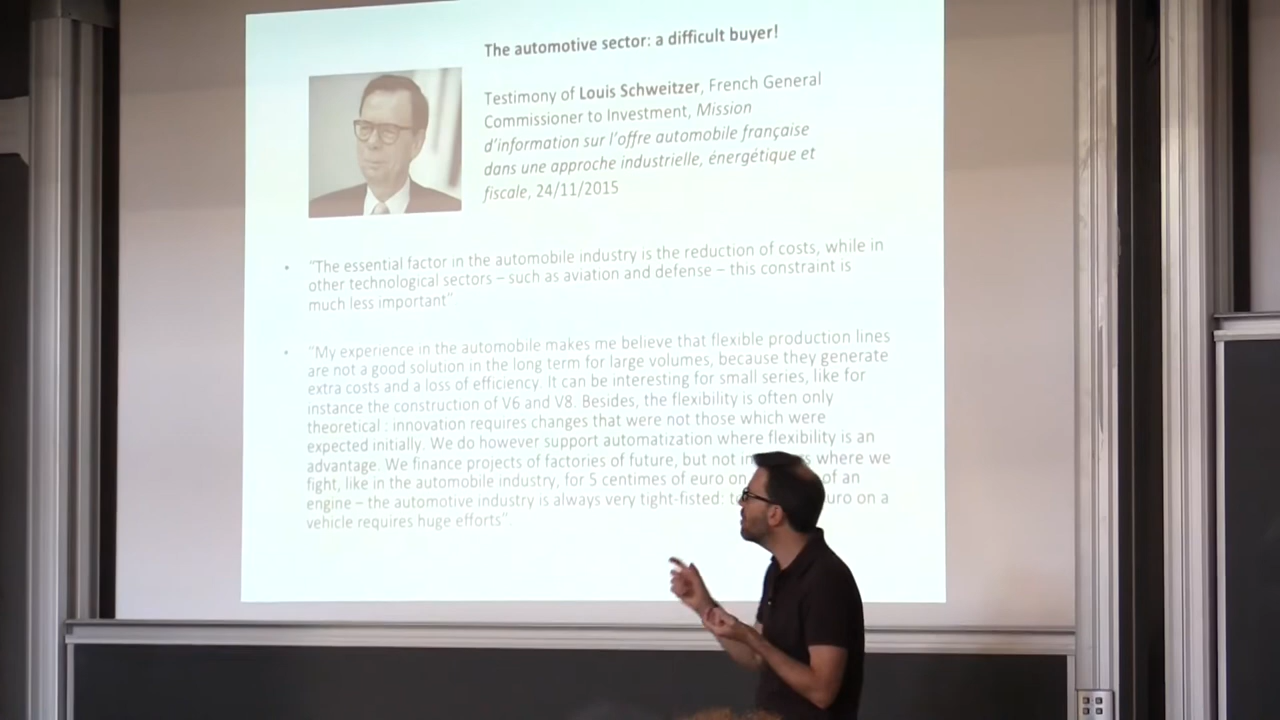 The automotive sector: a difficult buyer!
Testimony of Louis Schweitzer, French General
Commissioner to Investment, Mission
d'information sur l'offre automobile française
dans une approche industrielle, énergétique et
fiscale, 24/11/2015
• "The essential factor in the automobile industry is the reduction of costs, while in
other technological sectors – such as aviation and defense – this constraint is
much less important"
• "My experience in the automobile makes me believe that flexible production lines
are not a good solution in the long term for large volumes, because they generate
extra costs and a loss of efficiency. It can be interesting for small series, like for
instance the construction of V6 and V8. Besides, the flexibility is often only
theoretical : innovation requires changes that were not those which were
expected initially. We do however support automatization where flexibility is an
advantage. We finance projects of factories of future, but not in where we
fight, like in the automobile industry, for 5 centimes of euro on of an
engine – the automotive industry is always very tight-fisted: on a
vehicle requires huge efforts".